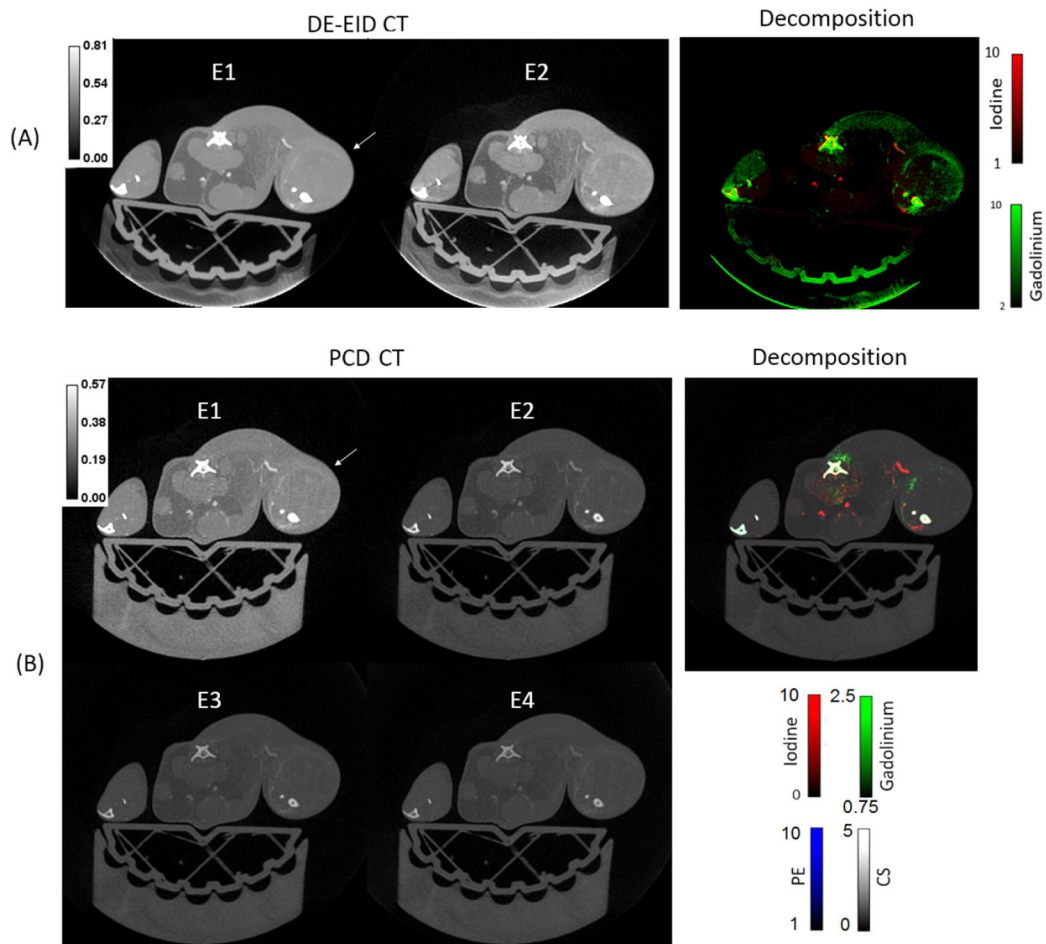 DE-EID CT
Decomposition
(A)
0.81
0.54
0.27
0.00
E1
E2
10
Iodine
1
10
Gadolinium
2
PCD CT
Decomposition
(B)
0.57
0.38
0.19
0.00
E1
E2
E3
E4
10
Iodine
0
2.5
Gadolinium
0.75
10
PE
1
5
CS
0